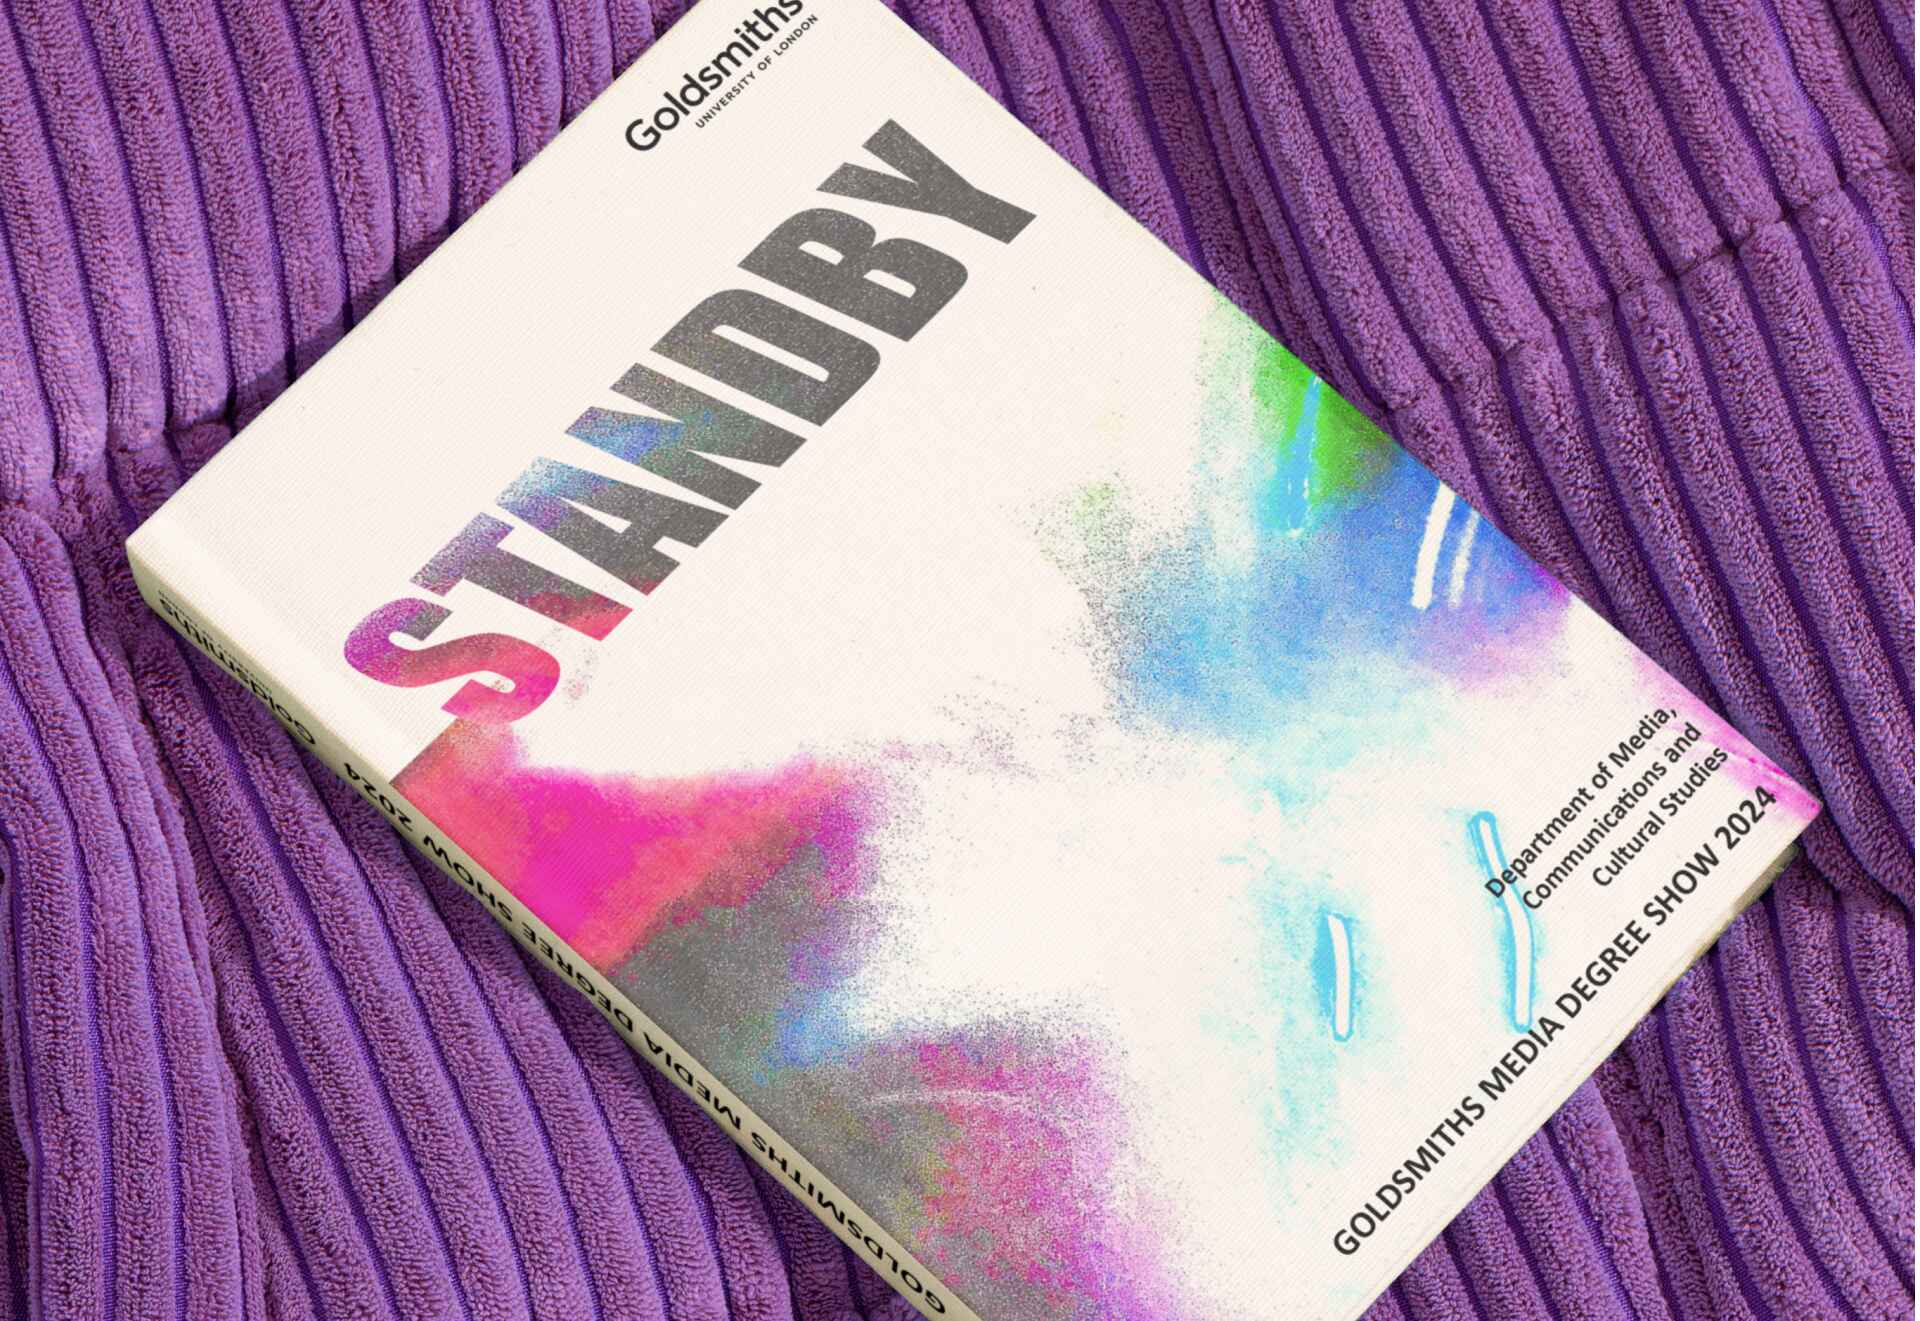 Goldsmiths
UNIVERSITY OF LONDON
STANDBY
Department of Media,
Communications and
Cultural Studies
GOLDSMITHS MEDIA DEGREE SHOW 2024
GOLDSMITHS MEDIA DEGREE SHOW 2024
Goldsmiths